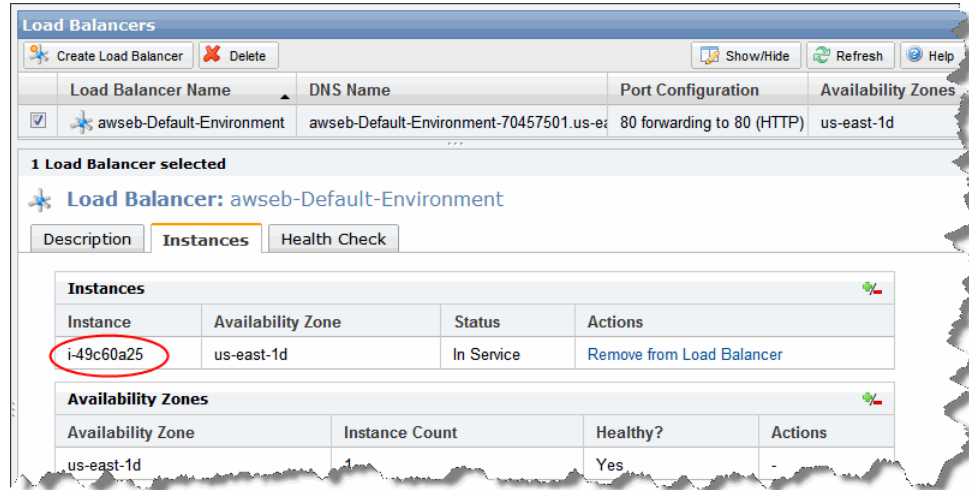 Load Balancers
Create Load Balancer Delete Show/Hide Refresh Help
Load Balancer Name DNS Name Port Configuration Availability Zones
awseb-Default-Environment awseb-Default-Environment-70457501.us-ea 80 forwarding to 80 (HTTP) us-east-1d
1 Load Balancer selected
Load Balancer: awseb-Default-Environment
Description Instances Health Check
Instances
Instance Availability Zone Status Actions
i-49c60a25 us-east-1d In Service Remove from Load Balancer
Availability Zones
Availability Zone Instance Count Healthy? Actions
us-east-1d 1 Yes -